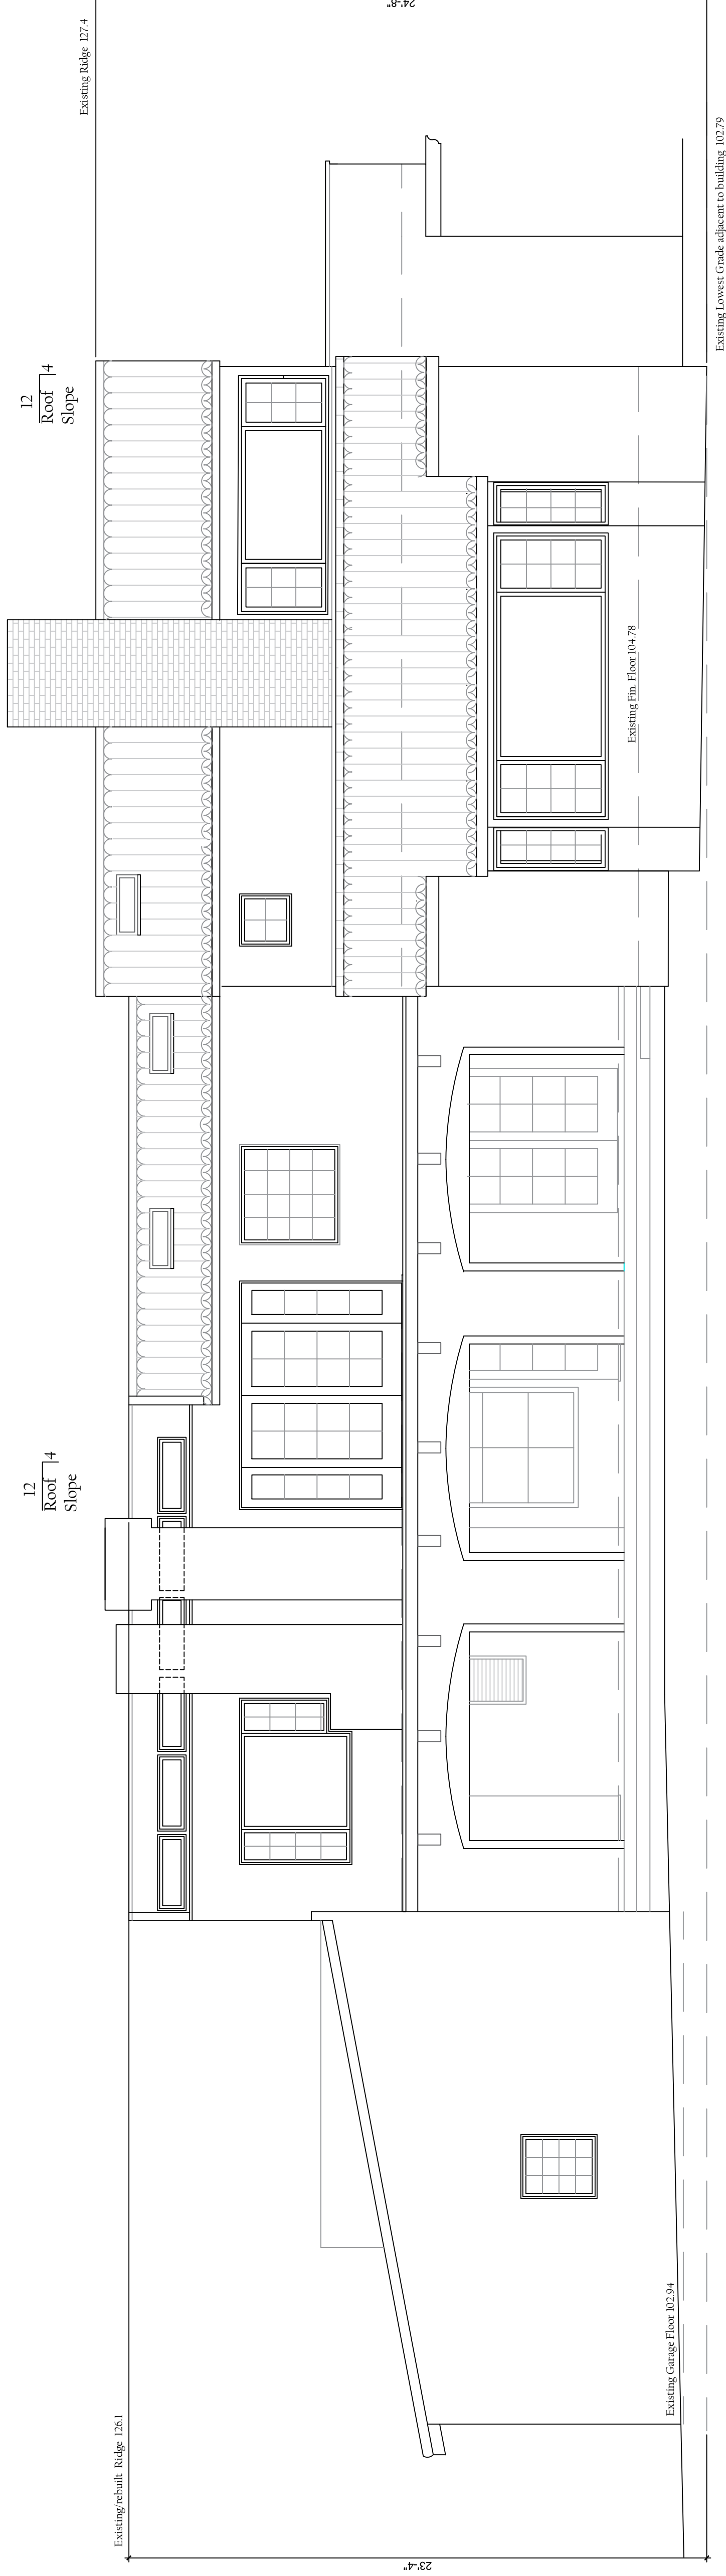 24'-8"
Existing Ridge 127.4
Existing Lowest Grade adjacent to building 102.79
12
Roof 4
Slope
Existing Fin. Floor 104.78
12
Roof 4
Slope
Existing Garage Floor 102.94
Existing/rebuilt Ridge 126.1
23'-4"